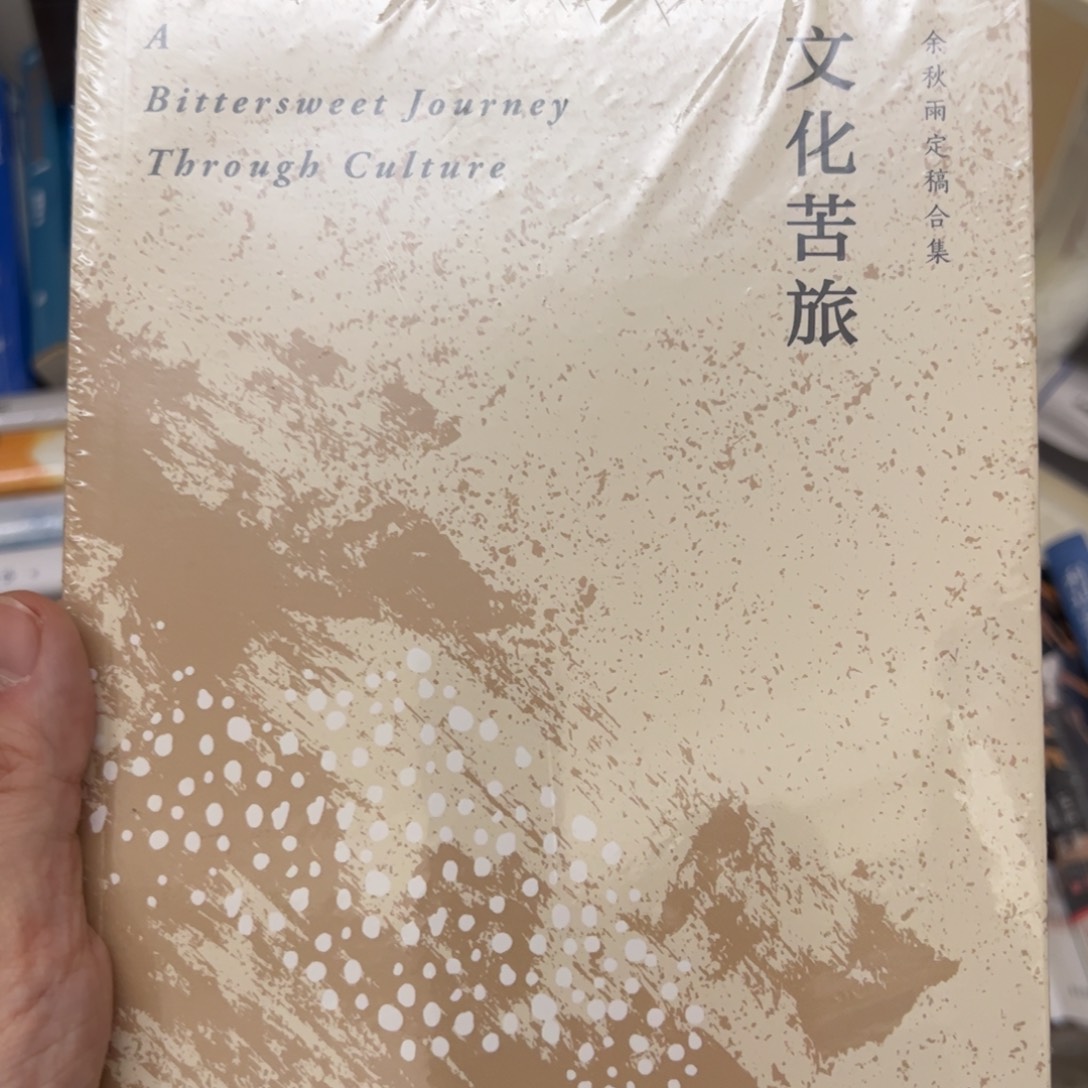 A
Bittersweet Journey
Through Culture
文化苦旅
余秋雨定稿合集